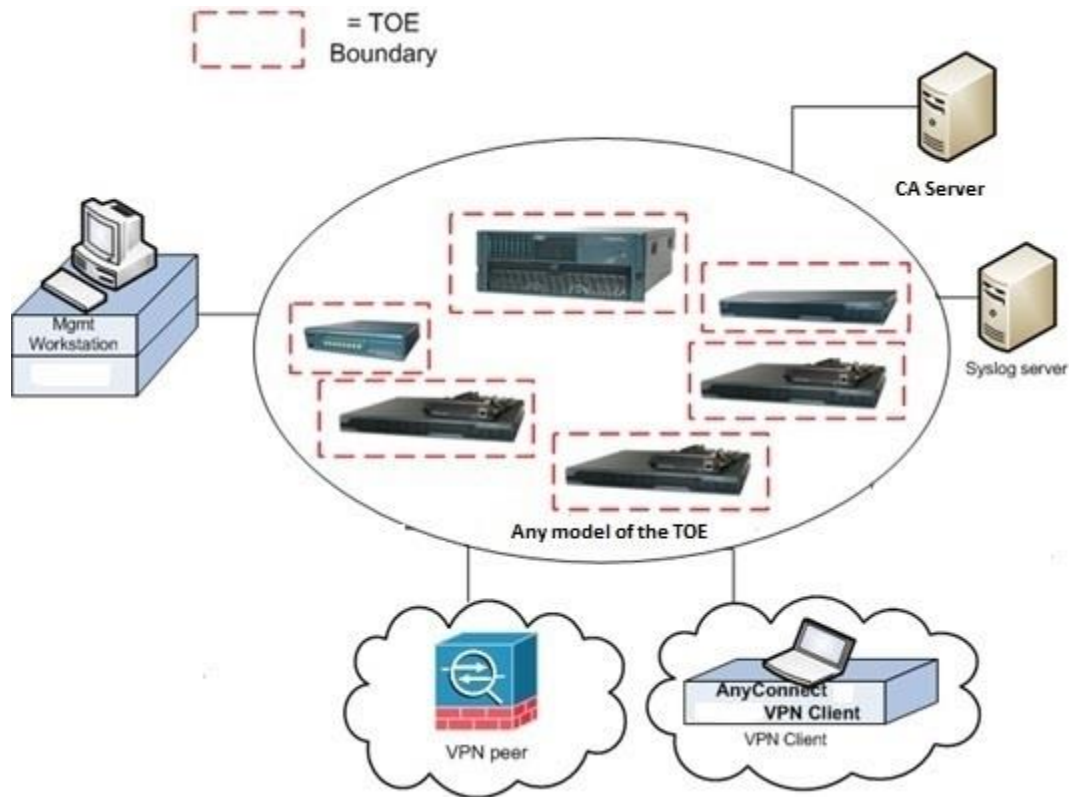 = TOE
Boundary
CA Server
Mgmt
Workstation
Syslog server
Any model of the TOE
AnyConnect
VPN Client
VPN peer
VPN Client